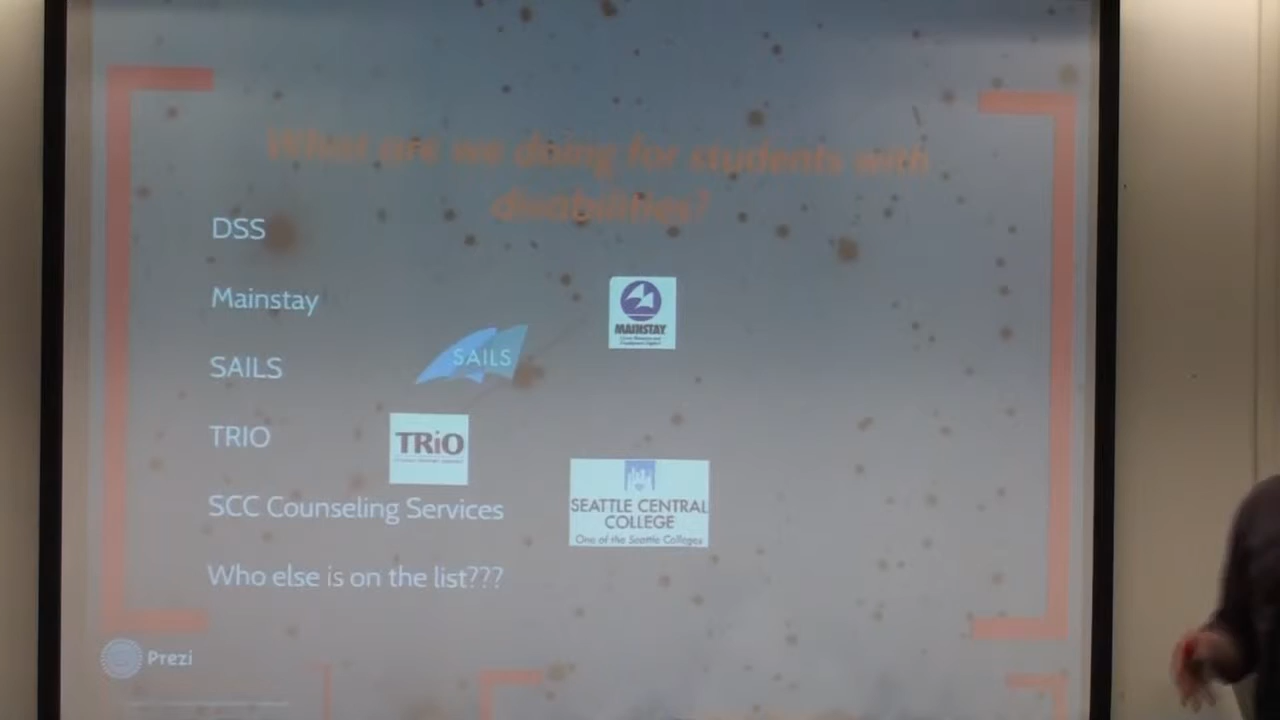 What are we doing for students with
disabilities?
DSS
Mainstay
MAINSTAY
SAILS
SAILS
TRIO
TRiO
SCC Counseling Services
SEATTLE CENTRAL
COLLEGE
One of the Seattle Colleges
Who else is on the list???
Prezi